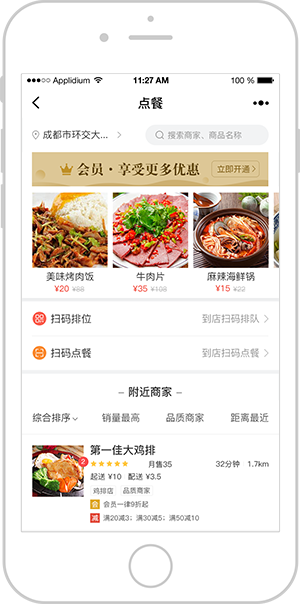 Applidium 11:27 AM 100 %
点餐
成都市环交大...
搜索商家、商品名称
会员·享受更多优惠 立即开通
美味烤肉饭 牛肉片 麻辣海鲜锅
¥20 ¥88 ¥35 ¥108 ¥15 ¥22
扫码排位 到店扫码排队
扫码点餐 到店扫码点餐
附近商家
综合排序 销量最高 品质商家 距离最近
2
第一佳大鸡排
月售35 32分钟 1.7km
起送 ¥10 配送 ¥3.5
鸡排店 品质商家
会 会员一律9折起
减 满20减3；满30减5；满50减10